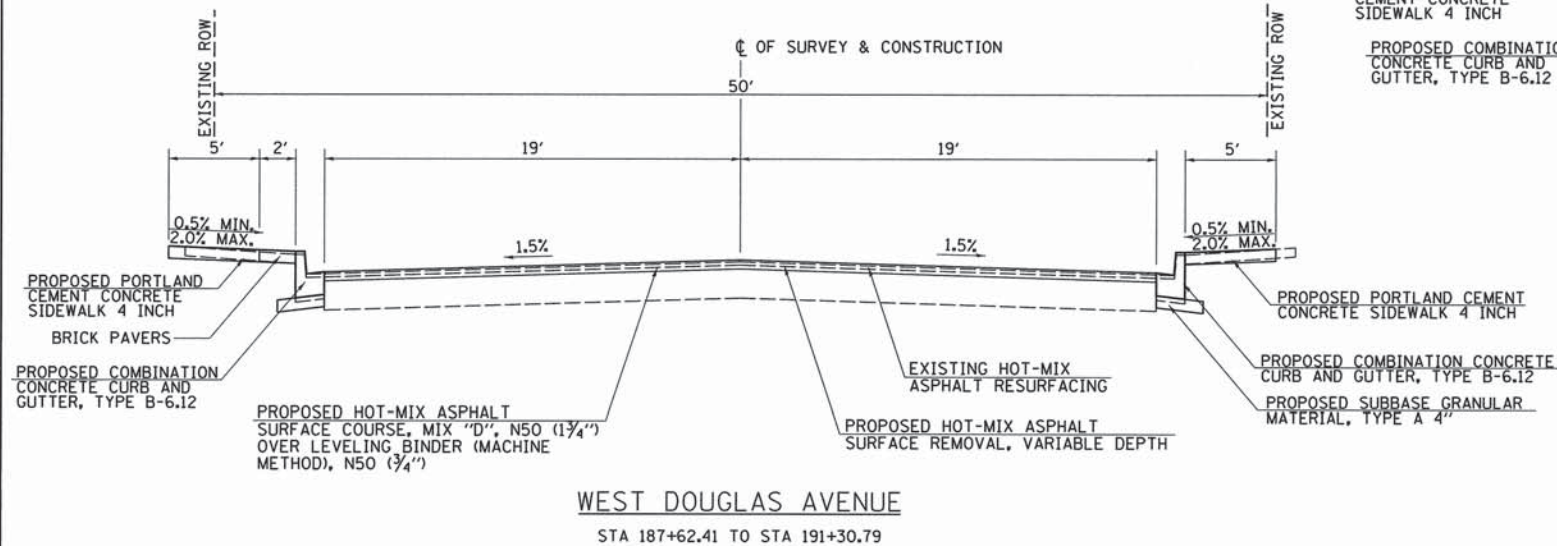 CEMENT CONCRETE
SIDEWALK 4 INCH
PROPOSED COMBINATIO
CONCRETE CURB AND
GUTTER, TYPE B-6.12
EXISTING ROW
℄ OF SURVEY & CONSTRUCTION
EXISTING ROW
50'
5'
2'
19'
19'
5'
0.5% MIN.
2.0% MAX.
1.5%
1.5%
0.5% MIN.
2.0% MAX.
PROPOSED PORTLAND
CEMENT CONCRETE
SIDEWALK 4 INCH
BRICK PAVERS
PROPOSED COMBINATION
CONCRETE CURB AND
GUTTER, TYPE B-6.12
PROPOSED HOT-MIX ASPHALT
SURFACE COURSE, MIX "D", N50 (1¾")
OVER LEVELING BINDER (MACHINE
METHOD), N50 (¾")
EXISTING HOT-MIX
ASPHALT RESURFACING
PROPOSED HOT-MIX ASPHALT
SURFACE REMOVAL, VARIABLE DEPTH
PROPOSED PORTLAND CEMENT
CONCRETE SIDEWALK 4 INCH
PROPOSED COMBINATION CONCRETE
CURB AND GUTTER, TYPE B-6.12
PROPOSED SUBBASE GRANULAR
MATERIAL, TYPE A 4"
WEST DOUGLAS AVENUE
STA 187+62.41 TO STA 191+30.79